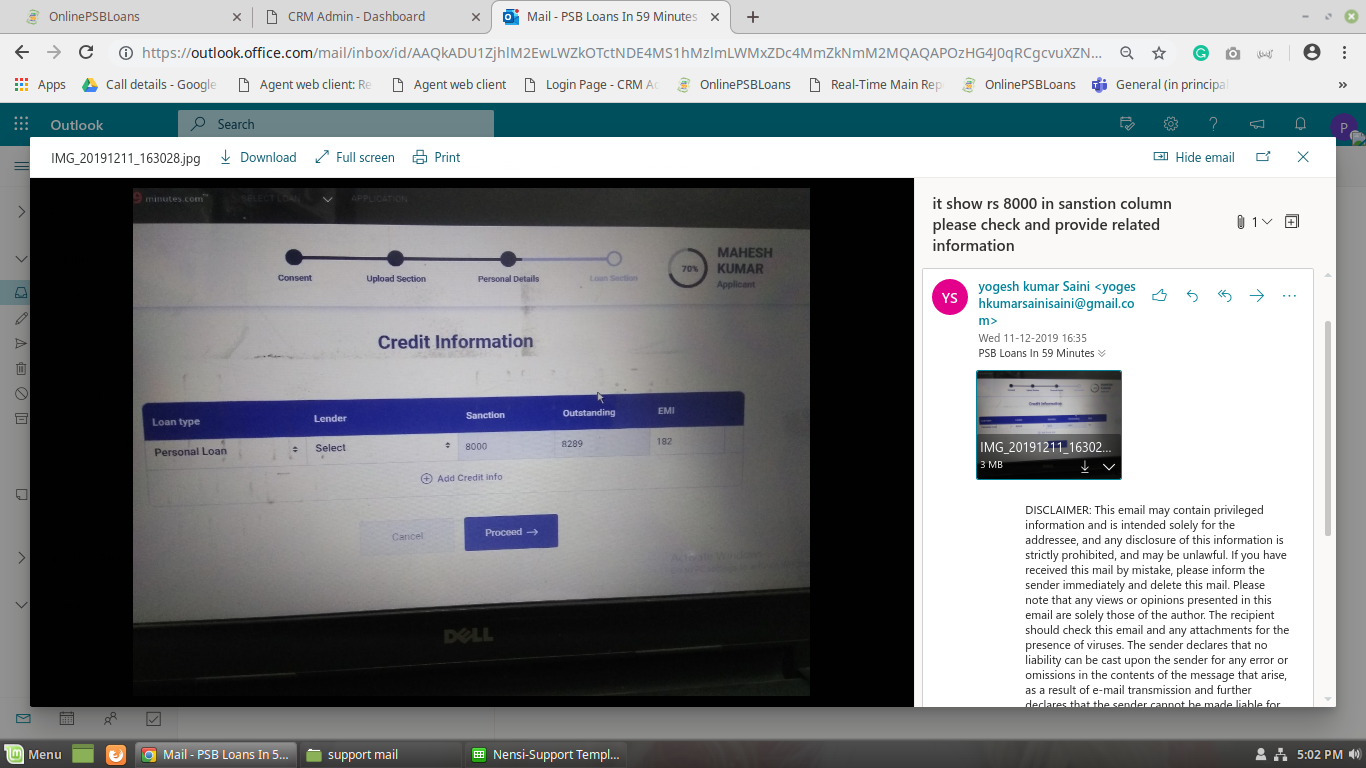 OnlinePSBLoans
CRM Admin - Dashboard
Mail - PSB Loans In 59 Minutes
https://outlook.office.com/mail/inbox/id/AAQkADU1ZjhlM2EwLWZkOTctNDE4MS1hMzlmLWMxZDc4MmZkNmM2MQAQAPOzHG4J0qRCgcvuXZN...
Apps
Call details - Google
Agent web client: Re
Agent web client
Login Page - CRM Ac
OnlinePSBLoans
Real-Time Main Rep
OnlinePSBLoans
General (in principa
»
Outlook
Search
P
IMG_20191211_163028.jpg
Download
Full screen
Print
Hide email
9 minutes.com
SELECT LOAN
APPLICATION
Consent
Upload Section
Personal Details
Loan Section
70%
MAHESH
KUMAR
Applicant
Credit Information
Loan type Lender Sanction Outstanding EMI
Personal Loan Select 8000 8289 182
Add Credit info
Cancel
Proceed →
Activate Windows
DELL
it show rs 8000 in sanstion column
please check and provide related
information
1
YS
yogesh kumar Saini <yoges
hkumarsainisaini@gmail.co
m>
Wed 11-12-2019 16:35
PSB Loans In 59 Minutes
IMG_20191211_16302...
3 MB
DISCLAIMER: This email may contain privileged
information and is intended solely for the
addressee, and any disclosure of this information is
strictly prohibited, and may be unlawful. If you have
received this mail by mistake, please inform the
sender immediately and delete this mail. Please
note that any views or opinions presented in this
email are solely those of the author. The recipient
should check this email and any attachments for the
presence of viruses. The sender declares that no
liability can be cast upon the sender for any error or
omissions in the contents of the message that arise,
as a result of e-mail transmission and further
declares that the sender cannot be made liable for
Menu
Mail - PSB Loans In 5...
support mail
Nensi-Support Templ...
5:02 PM